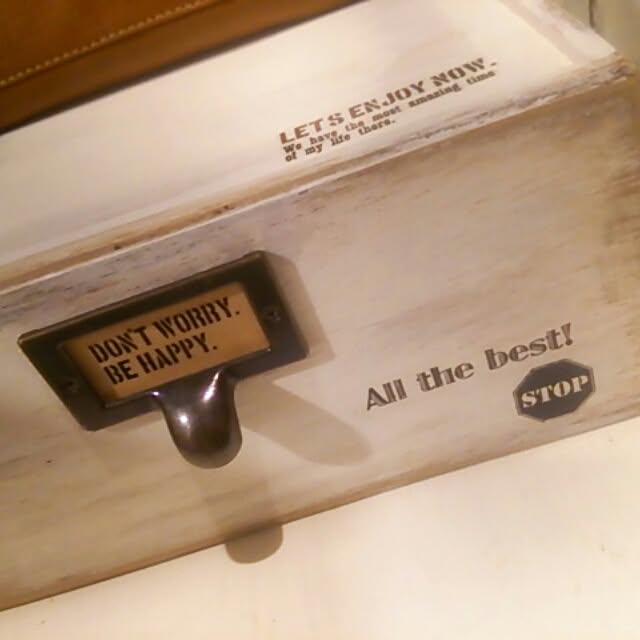 LET'S ENJOY NOW.
We have the most amazing time
of my life there.
DON'T WORRY.
BE HAPPY.
All the best!
STOP